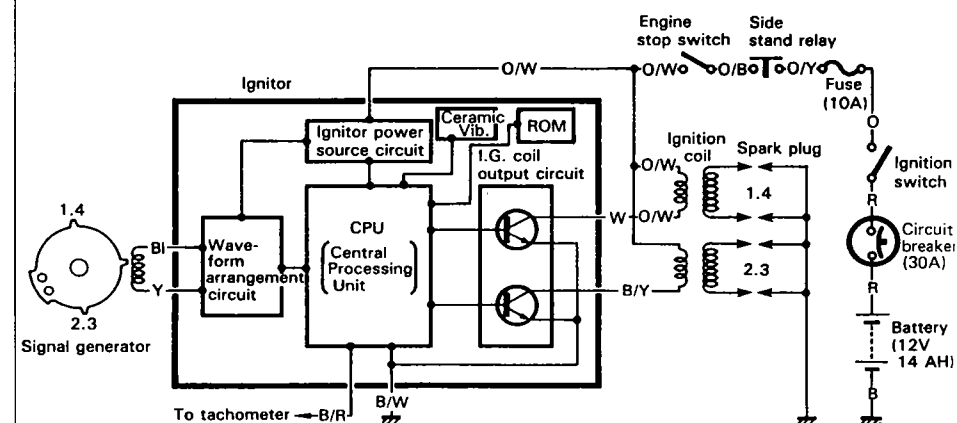 Engine
stop switch
Side
stand relay
O/W
O/W
O/B
O/Y
Fuse
(10A)
O
Ignitor
Ceramic
Vib.
ROM
Ignitor power
source circuit
I.G. coil
output circuit
Ignition
coil
Spark plug
Ignition
switch
O/W
1.4
R
W
O/W
1.4
Bl
Wave-
form
arrangement
circuit
CPU
Central
Processing
Unit
Circuit
breaker
(30A)
Y
2.3
2.3
B/Y
R
Signal generator
Battery
(12V
14 AH)
B
B/W
To tachometer
B/R